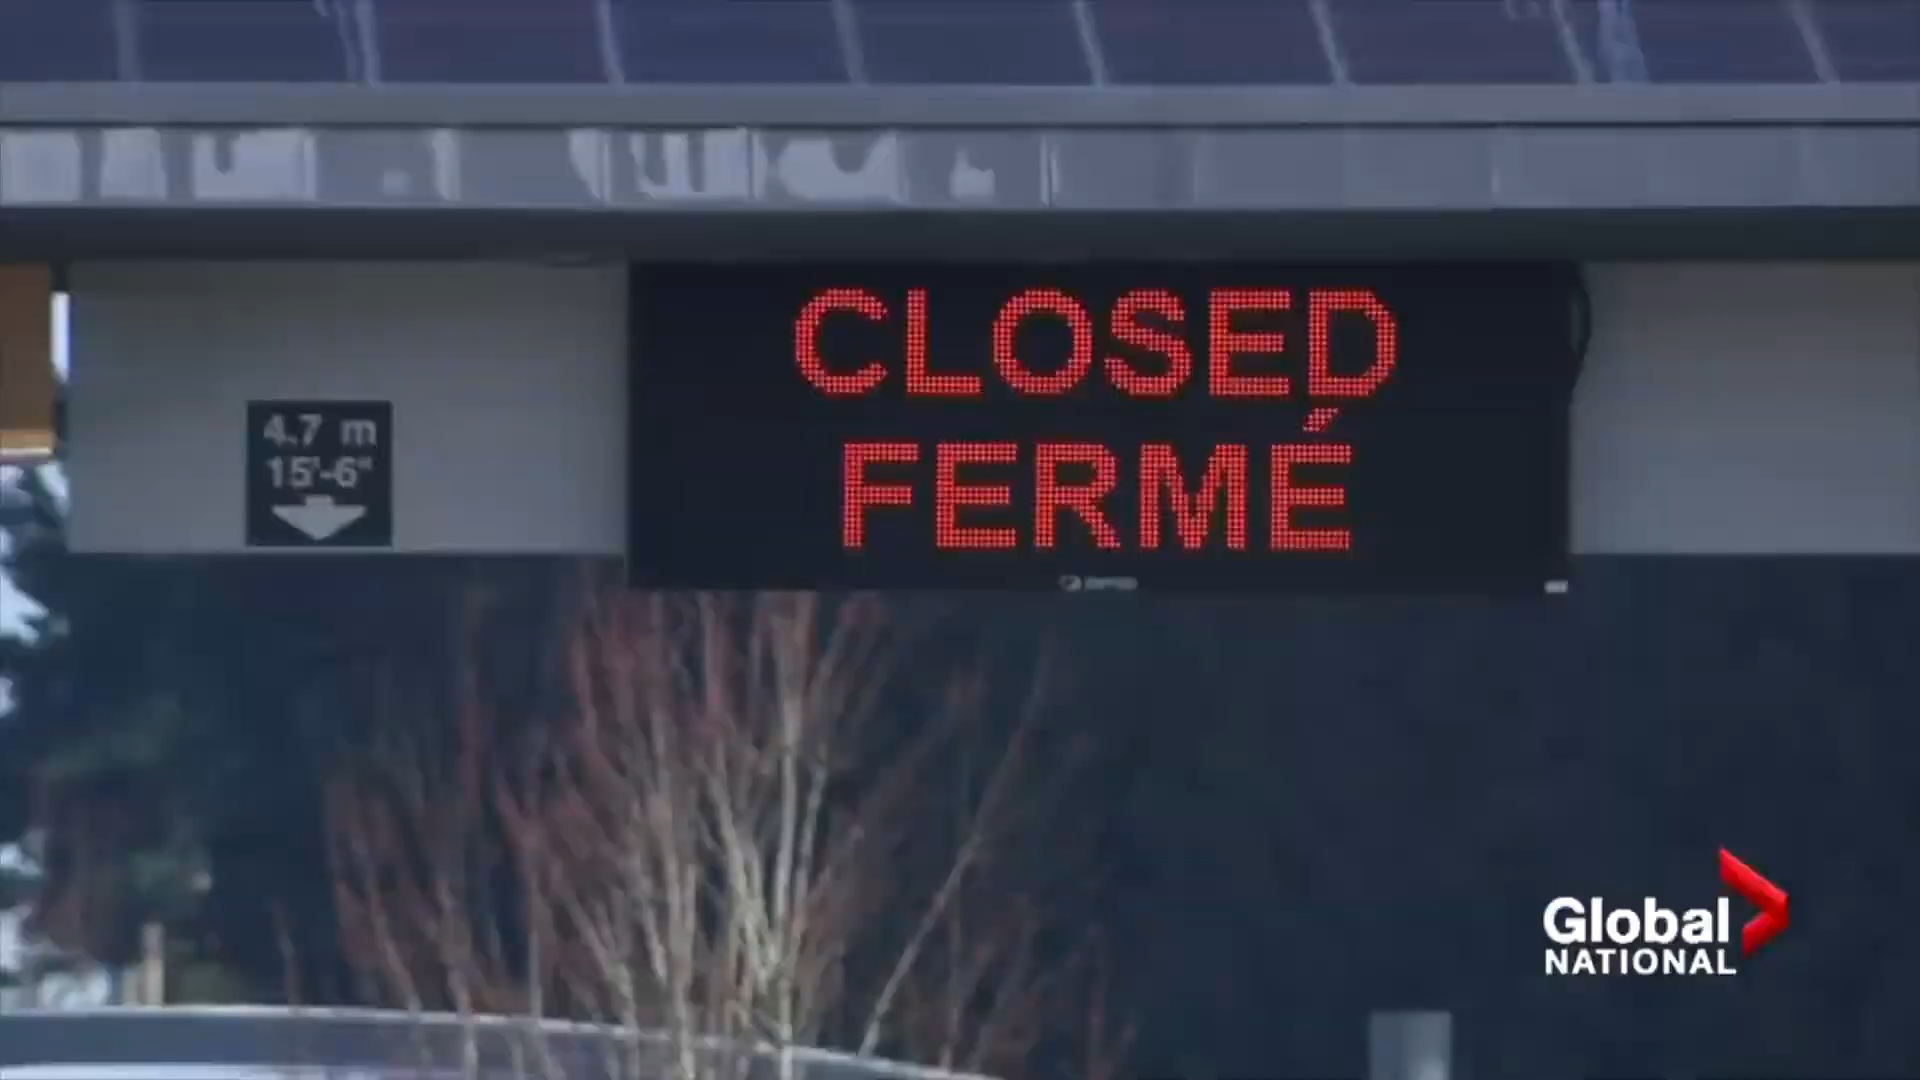 CLOSED
FERMÉ
4.7 m
15'-6"
Global
NATIONAL